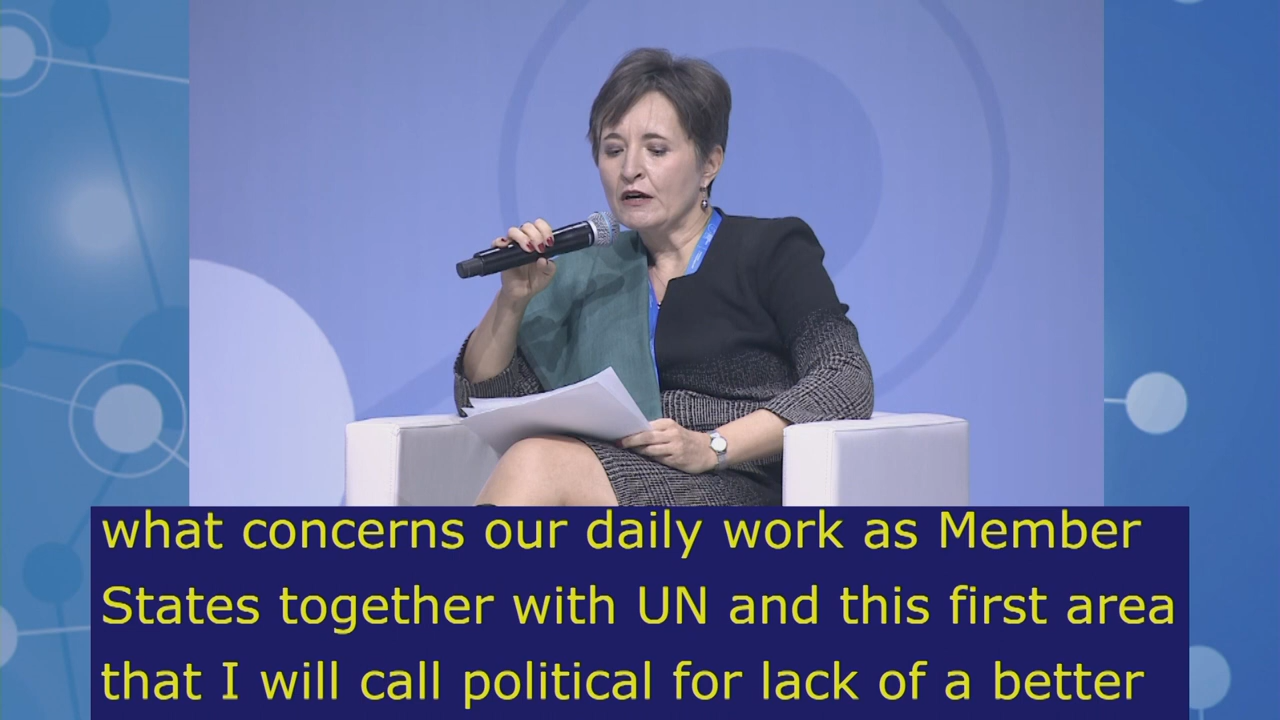 what concerns our daily work as Member
States together with UN and this first area
that I will call political for lack of a better